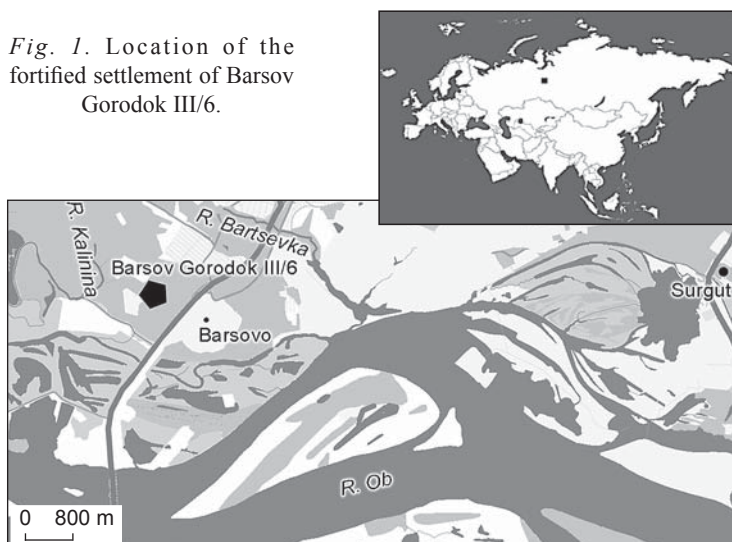 Fig. 1. Location of the
fortified settlement of Barsov
Gorodok III/6.
R. Kalinina
R. Bartsevka
Barsov Gorodok III/6
Barsovo
Surgut
R. Ob
0 800 m